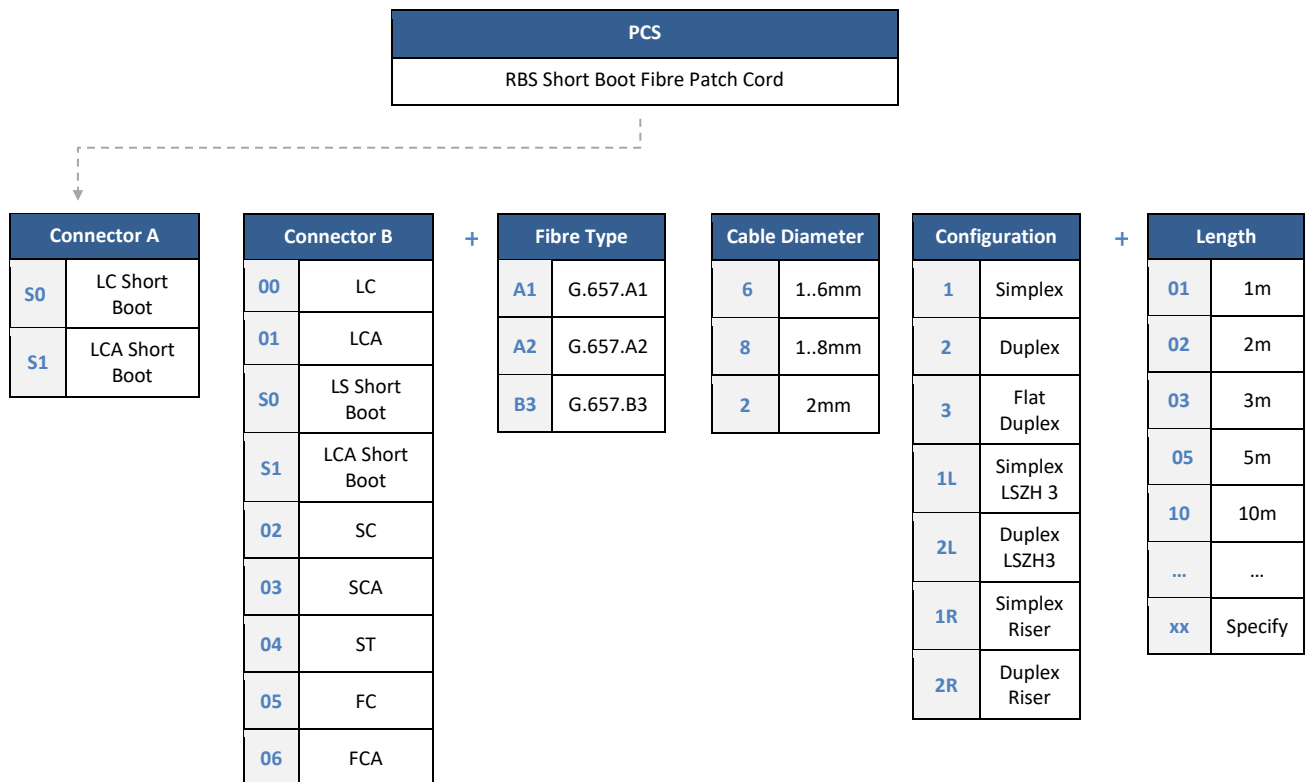 PCS
RBS Short Boot Fibre Patch Cord
Connector A
S0 LC Short
Boot
S1 LCA Short
Boot
Connector B
00 LC
01 LCA
S0 LS Short
Boot
S1 LCA Short
Boot
02 SC
03 SCA
04 ST
05 FC
06 FCA
+
Fibre Type
A1 G.657.A1
A2 G.657.A2
B3 G.657.B3
Cable Diameter
6 1..6mm
8 1..8mm
2 2mm
Configuration
1 Simplex
2 Duplex
3 Flat
Duplex
1L Simplex
LSZH 3
2L Duplex
LSZH3
1R Simplex
Riser
2R Duplex
Riser
+
Length
01 1m
02 2m
03 3m
05 5m
10 10m
... ...
xx Specify